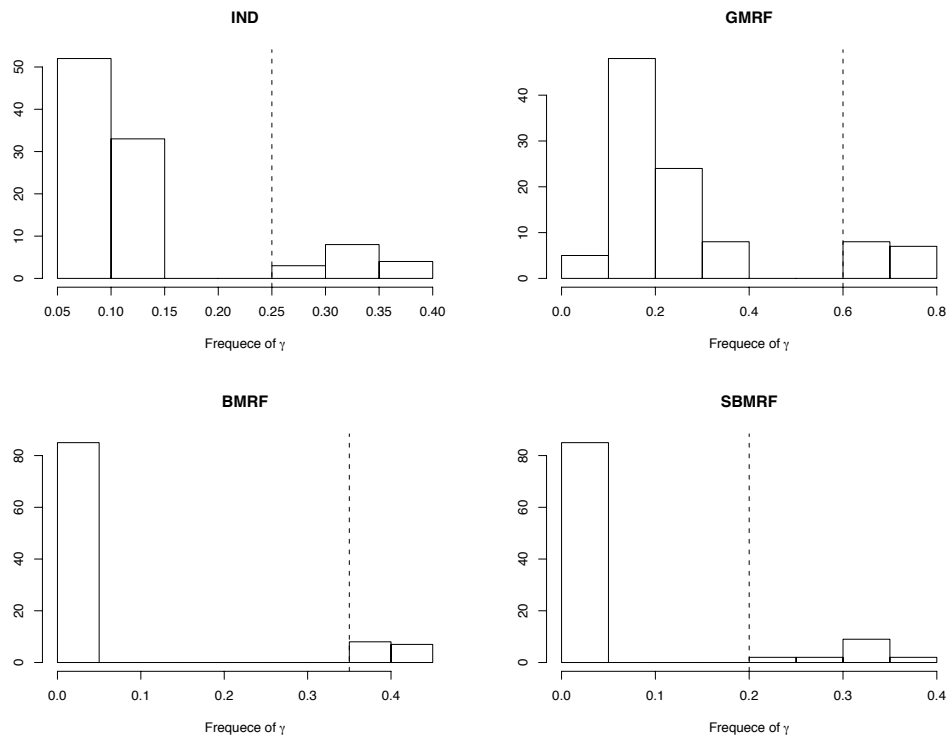 IND
0 10 20 30 40 50
0.05 0.10 0.15 0.20 0.25 0.30 0.35 0.40
Frequece of γ
GMRF
0 10 20 30 40
0.0 0.2 0.4 0.6 0.8
Frequece of γ
BMRF
0 20 40 60 80
0.0 0.1 0.2 0.3 0.4
Frequece of γ
SBMRF
0 20 40 60 80
0.0 0.1 0.2 0.3 0.4
Frequece of γ